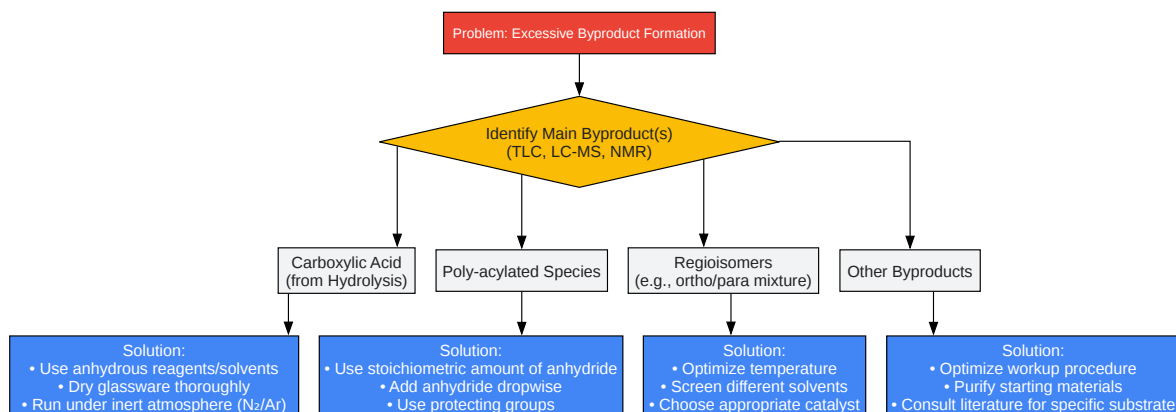 Problem: Excessive Byproduct Formation
Identify Main Byproduct(s)
(TLC, LC-MS, NMR)
Carboxylic Acid
(from Hydrolysis)
Poly-acylated Species
Regioisomers
(e.g., ortho/para mixture)
Other Byproducts
Solution:
• Use anhydrous reagents/solvents
• Dry glassware thoroughly
• Run under inert atmosphere (N₂/Ar)
Solution:
• Use stoichiometric amount of anhydride
• Add anhydride dropwise
• Use protecting groups
Solution:
• Optimize temperature
• Screen different solvents
• Choose appropriate catalyst
Solution:
• Optimize workup procedure
• Purify starting materials
• Consult literature for specific substrate